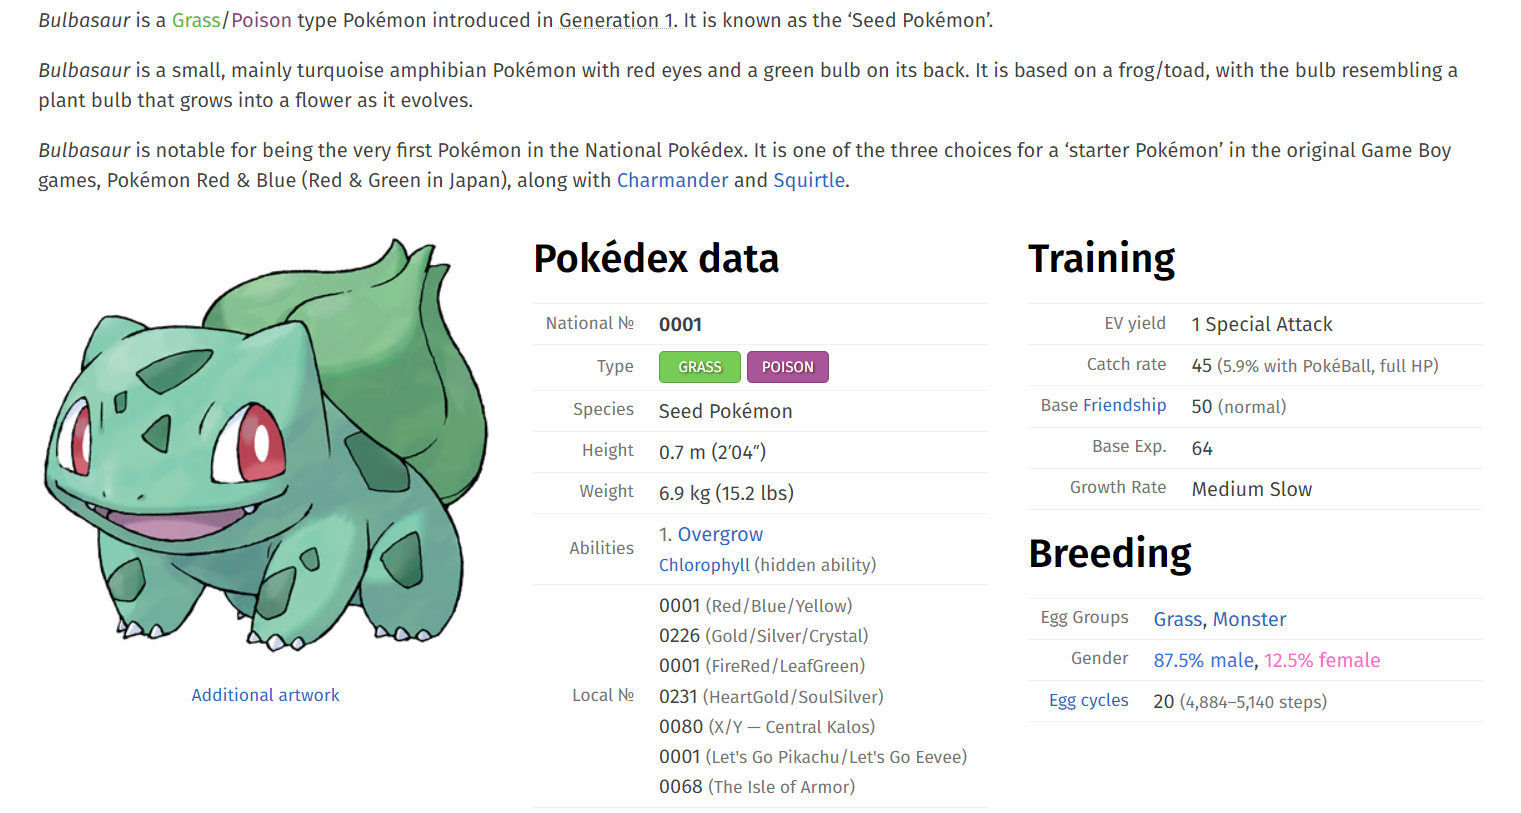 Bulbasaur is a Grass/Poison type Pokémon introduced in Generation 1. It is known as the ‘Seed Pokémon’.
Bulbasaur is a small, mainly turquoise amphibian Pokémon with red eyes and a green bulb on its back. It is based on a frog/toad, with the bulb resembling a
plant bulb that grows into a flower as it evolves.
Bulbasaur is notable for being the very first Pokémon in the National Pokédex. It is one of the three choices for a ‘starter Pokémon’ in the original Game Boy
games, Pokémon Red & Blue (Red & Green in Japan), along with Charmander and Squirtle.
Additional artwork
Pokédex data
National № 0001
Type GRASS POISON
Species Seed Pokémon
Height 0.7 m (2′04″)
Weight 6.9 kg (15.2 lbs)
Abilities 1. Overgrow
Chlorophyll (hidden ability)
Local № 0001 (Red/Blue/Yellow)
0226 (Gold/Silver/Crystal)
0001 (FireRed/LeafGreen)
0231 (HeartGold/SoulSilver)
0080 (X/Y — Central Kalos)
0001 (Let's Go Pikachu/Let's Go Eevee)
0068 (The Isle of Armor)
Training
EV yield 1 Special Attack
Catch rate 45 (5.9% with PokéBall, full HP)
Base Friendship 50 (normal)
Base Exp. 64
Growth Rate Medium Slow
Breeding
Egg Groups Grass, Monster
Gender 87.5% male, 12.5% female
Egg cycles 20 (4,884–5,140 steps)